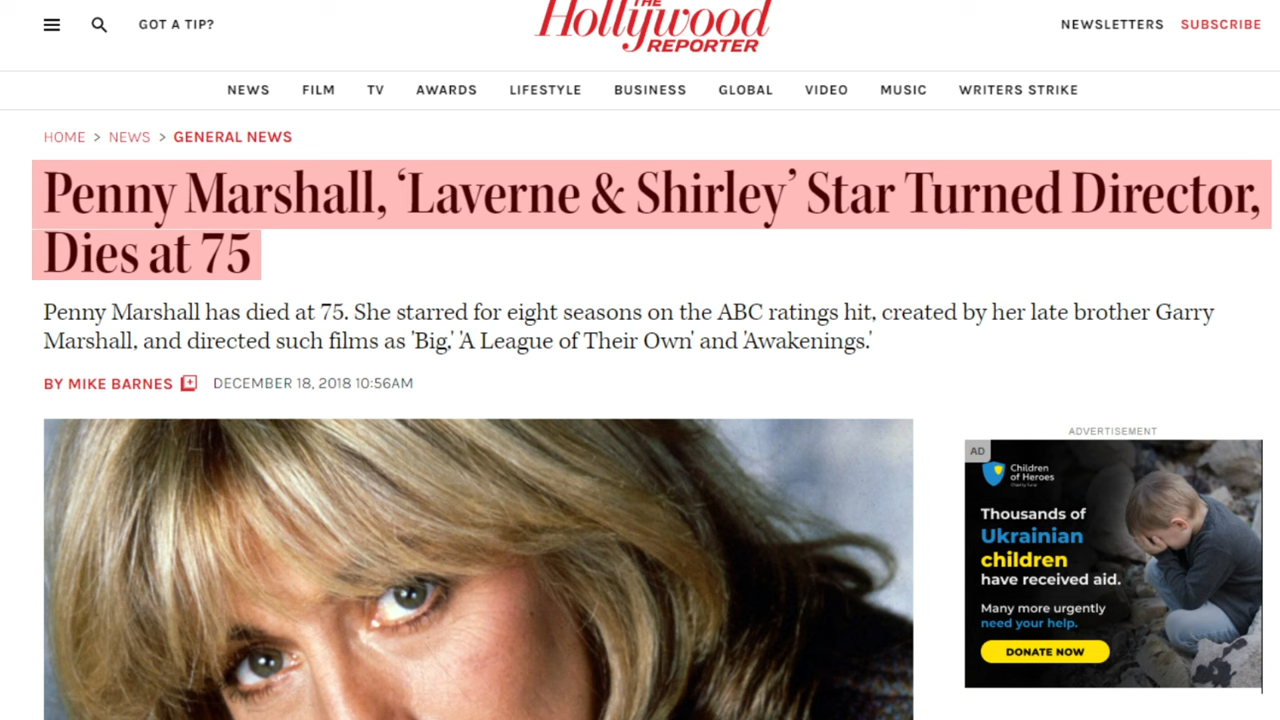 GOT A TIP?
THE
Hollywood
REPORTER
NEWSLETTERS
SUBSCRIBE
NEWS
FILM
TV
AWARDS
LIFESTYLE
BUSINESS
GLOBAL
VIDEO
MUSIC
WRITERS STRIKE
HOME > NEWS > GENERAL NEWS
Penny Marshall, ‘Laverne & Shirley’ Star Turned Director,
Dies at 75
Penny Marshall has died at 75. She starred for eight seasons on the ABC ratings hit, created by her late brother Garry
Marshall, and directed such films as 'Big,' 'A League of Their Own' and 'Awakenings.'
BY MIKE BARNES
DECEMBER 18, 2018 10:56AM
ADVERTISEMENT
AD
Children
of Heroes
Charity fund
Thousands of
Ukrainian
children
have received aid.
Many more urgently
need your help.
DONATE NOW